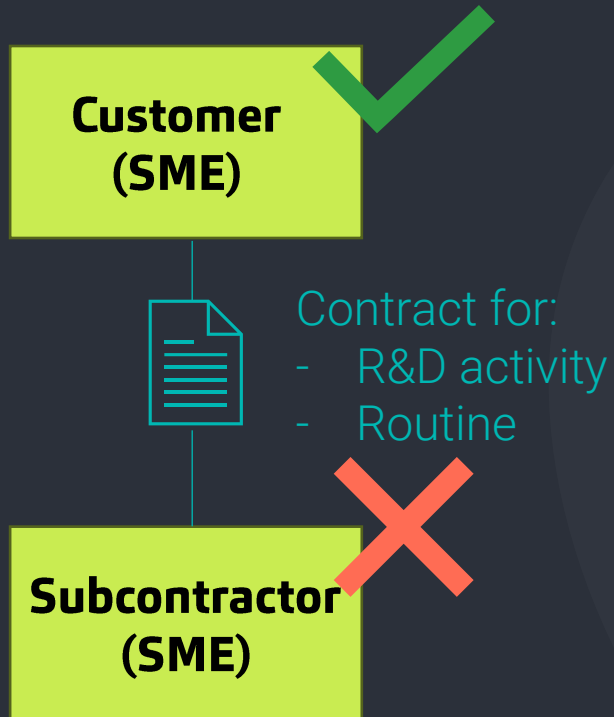 Customer
(SME)
Contract for:
- R&D activity
- Routine
Subcontractor
(SME)